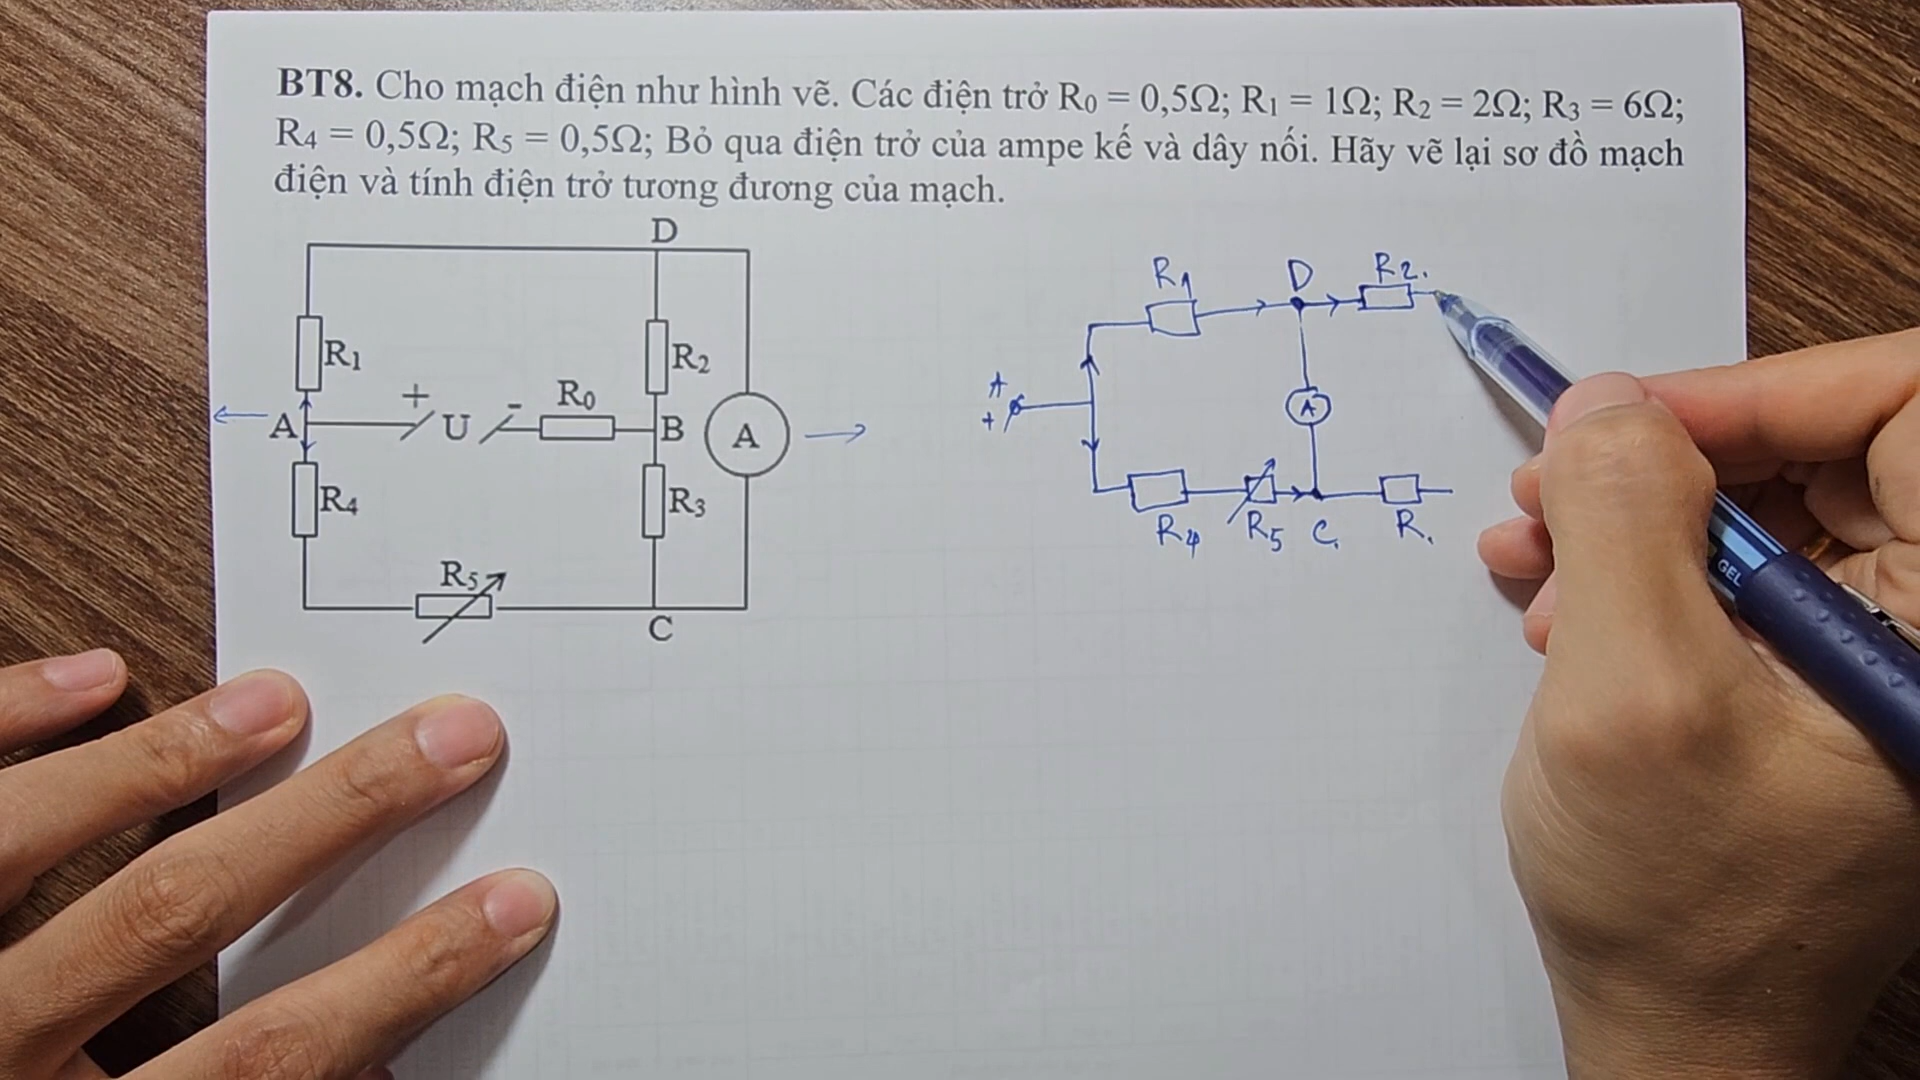 BT8. Cho mạch điện như hình vẽ. Các điện trở R₀ = 0,5Ω; R₁ = 1Ω; R₂ = 2Ω; R₃ = 6Ω;
R₄ = 0,5Ω; R₅ = 0,5Ω; Bỏ qua điện trở của ampe kế và dây nối. Hãy vẽ lại sơ đồ mạch
điện và tính điện trở tương đương của mạch.
D
R₁
R₂
+
-
R₀
A
U
B
A
R₄
R₃
R₅
C
R₁
D
R₂.
A
+
A
R₄
R₅
C.
R.
GEL